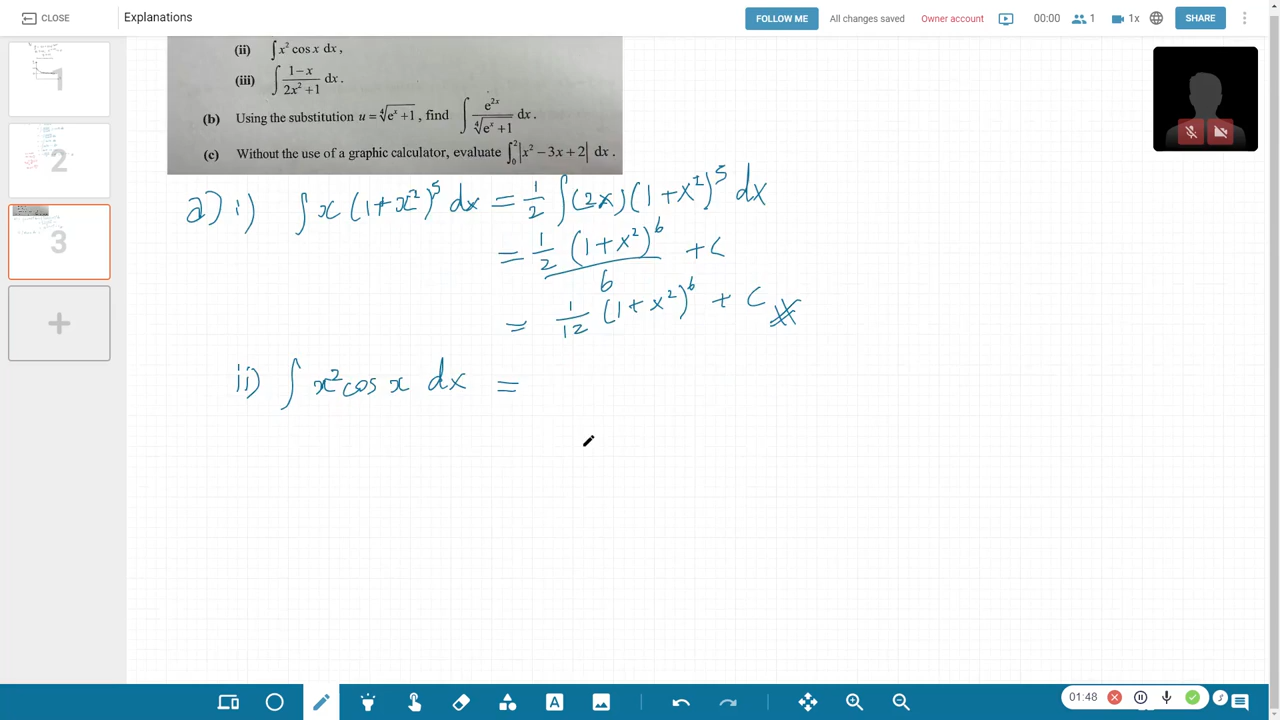 CLOSE
Explanations
FOLLOW ME
All changes saved
Owner account
00:00
1
1x
SHARE
1
2
3
(ii) ∫x² cos x dx,
(iii) ∫ (1−x)/(2x²+1) dx.
(b) Using the substitution u = ⁴√(eˣ+1), find ∫ e²ˣ/⁴√(eˣ+1) dx.
(c) Without the use of a graphic calculator, evaluate ∫₀² |x² − 3x + 2| dx.
a) i) ∫ x (1+x²)⁵ dx = 1/2 ∫ (2x)(1+x²)⁵ dx
= 1/2 (1+x²)⁶/6 + C
= 1/12 (1+x²)⁶ + C
ii) ∫ x² cos x dx =
01:48